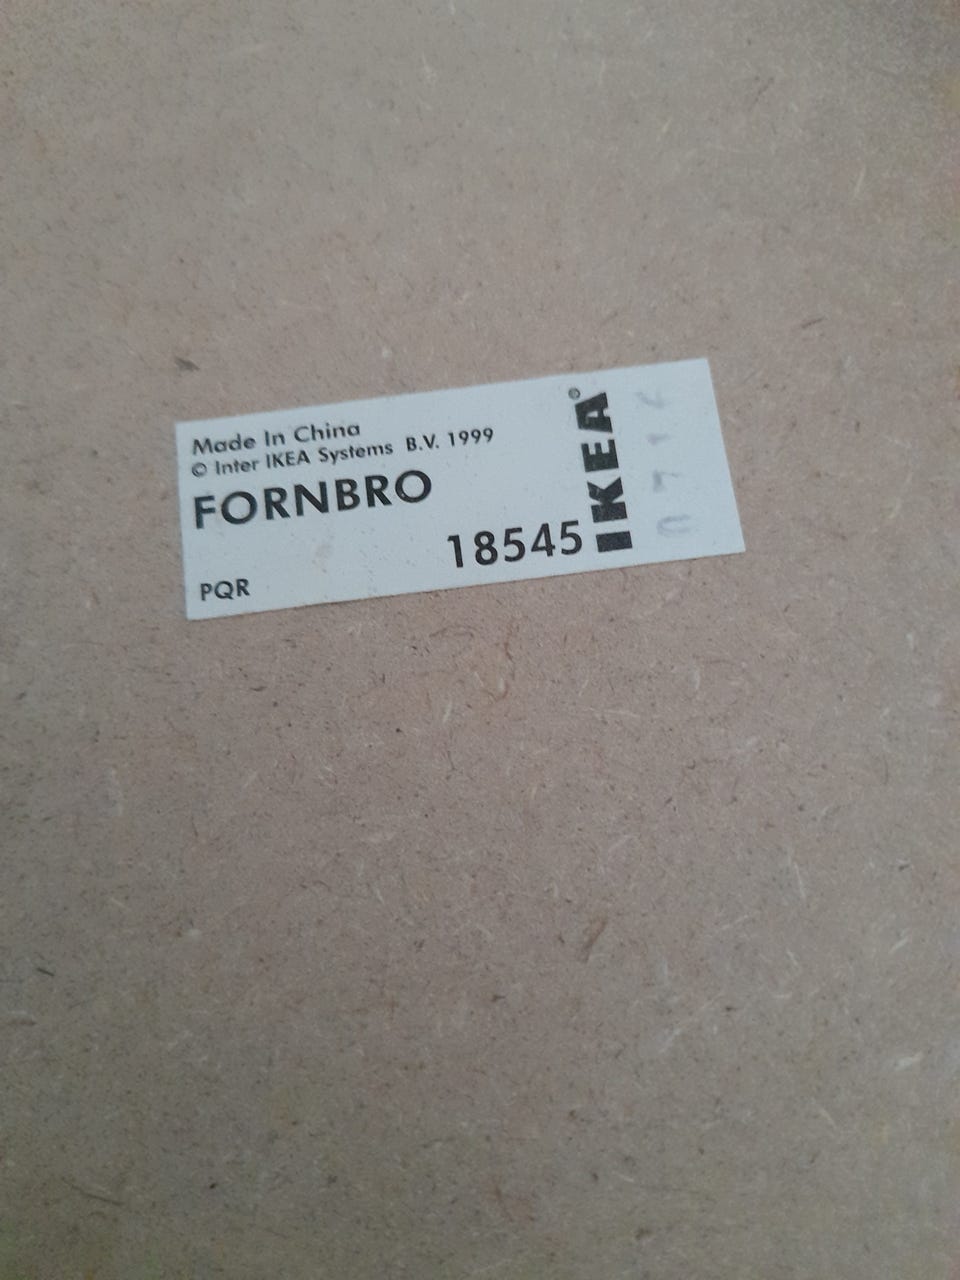 Made In China
© Inter IKEA Systems B.V. 1999
FORNBRO
18545
PQR
IKEA®